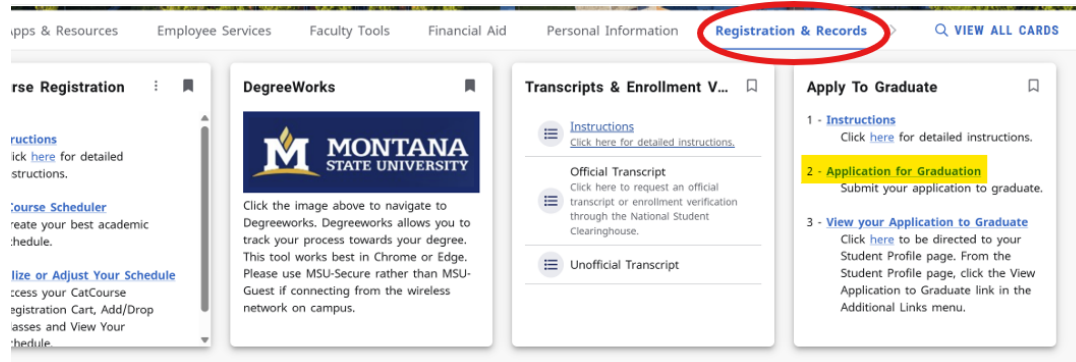 Apps & Resources Employee Services Faculty Tools Financial Aid Personal Information Registration & Records VIEW ALL CARDS
rse Registration
ructions
ick here for detailed
structions.
Course Scheduler
reate your best academic
chedule.
lize or Adjust Your Schedule
ccess your CatCourse
egistration Cart, Add/Drop
lasses and View Your
chedule.
DegreeWorks
M MONTANA
STATE UNIVERSITY
Click the image above to navigate to
Degreeworks. Degreeworks allows you to
track your process towards your degree.
This tool works best in Chrome or Edge.
Please use MSU-Secure rather than MSU-
Guest if connecting from the wireless
network on campus.
Transcripts & Enrollment V...
Instructions
Click here for detailed instructions.
Official Transcript
Click here to request an official
transcript or enrollment verification
through the National Student
Clearinghouse.
Unofficial Transcript
Apply To Graduate
1 - Instructions
Click here for detailed instructions.
2 - Application for Graduation
Submit your application to graduate.
3 - View your Application to Graduate
Click here to be directed to your
Student Profile page. From the
Student Profile page, click the View
Application to Graduate link in the
Additional Links menu.